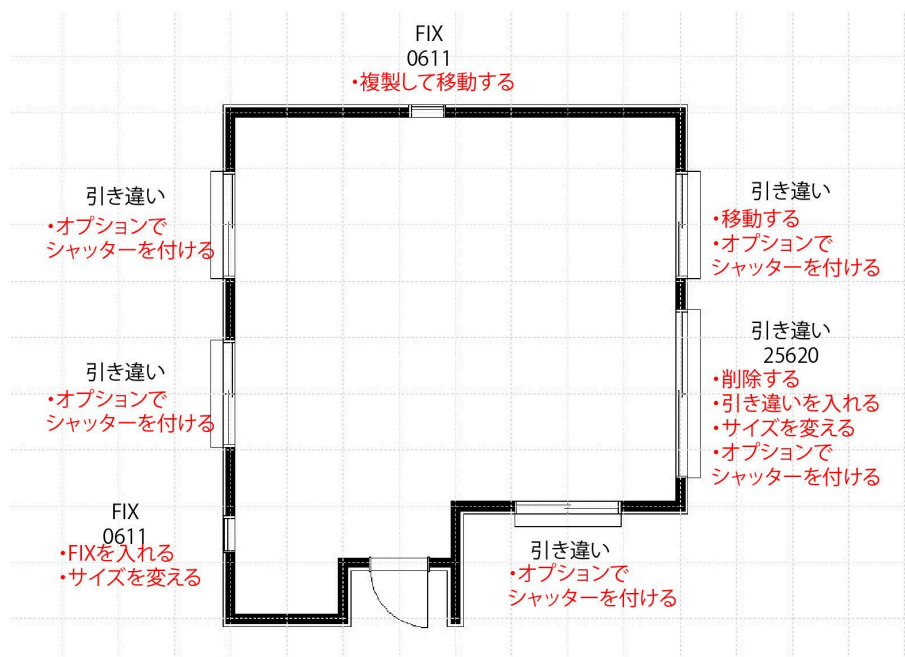 FIX
0611
・複製して移動する
引き違い
・オプションで
シャッターを付ける
引き違い
・移動する
・オプションで
シャッターを付ける
引き違い
・オプションで
シャッターを付ける
引き違い
25620
・削除する
・引き違いを入れる
・サイズを変える
・オプションで
シャッターを付ける
FIX
0611
・FIXを入れる
・サイズを変える
引き違い
・オプションで
シャッターを付ける